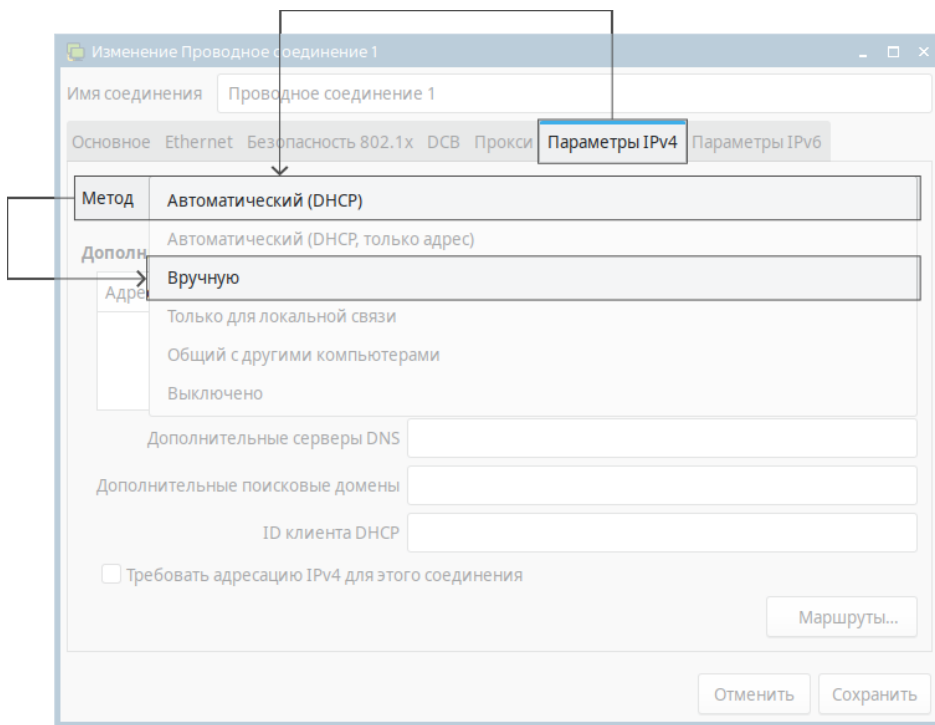 Изменение Проводное соединение 1
Имя соединения Проводное соединение 1
Основное Ethernet Безопасность 802.1x DCB Прокси Параметры IPv4 Параметры IPv6
Метод Автоматический (DHCP)
Автоматический (DHCP, только адрес)
Дополн
Вручную
Адре
Только для локальной связи
Общий с другими компьютерами
Выключено
Дополнительные серверы DNS
Дополнительные поисковые домены
ID клиента DHCP
Требовать адресацию IPv4 для этого соединения
Маршруты...
Отменить Сохранить